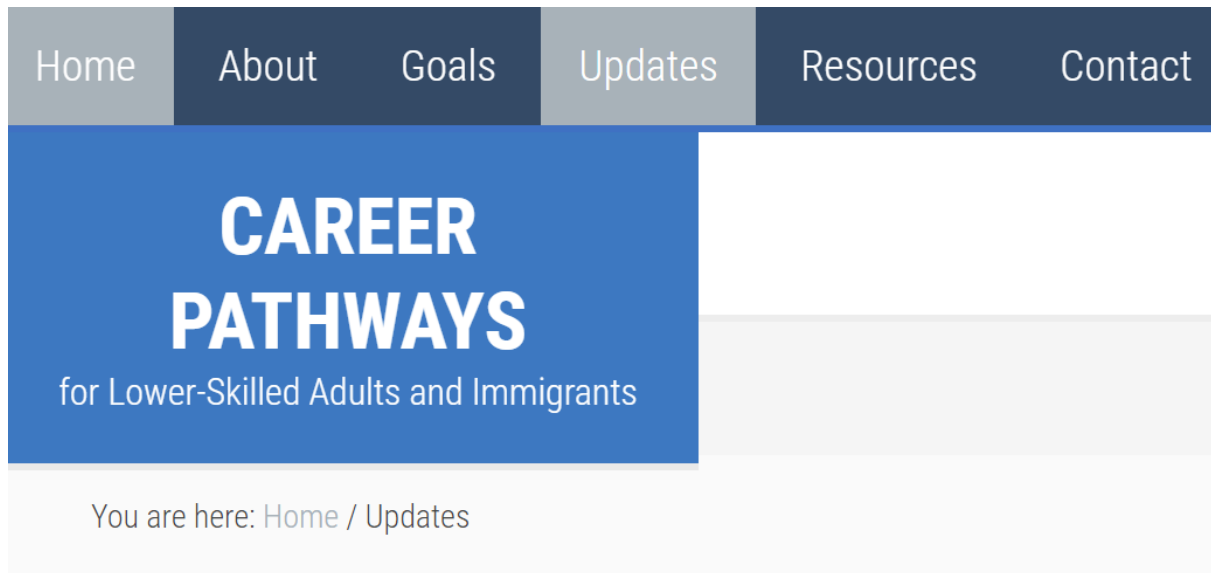 Home About Goals Updates Resources Contact
CAREER
PATHWAYS
for Lower-Skilled Adults and Immigrants
You are here: Home / Updates